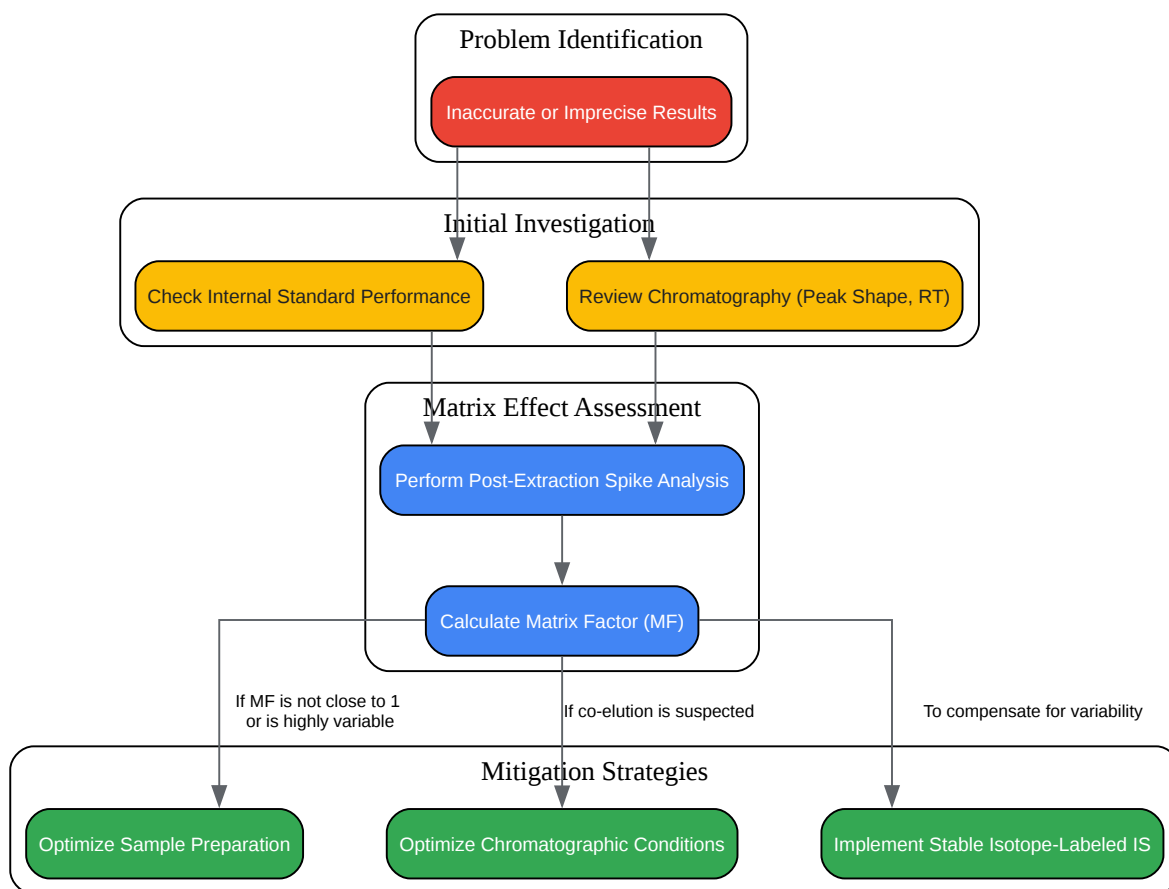 Problem Identification
Inaccurate or Imprecise Results
Initial Investigation
Check Internal Standard Performance
Review Chromatography (Peak Shape, RT)
Matrix Effect Assessment
Perform Post-Extraction Spike Analysis
Calculate Matrix Factor (MF)
If MF is not close to 1
or is highly variable
If co-elution is suspected
To compensate for variability
Mitigation Strategies
Optimize Sample Preparation
Optimize Chromatographic Conditions
Implement Stable Isotope-Labeled IS